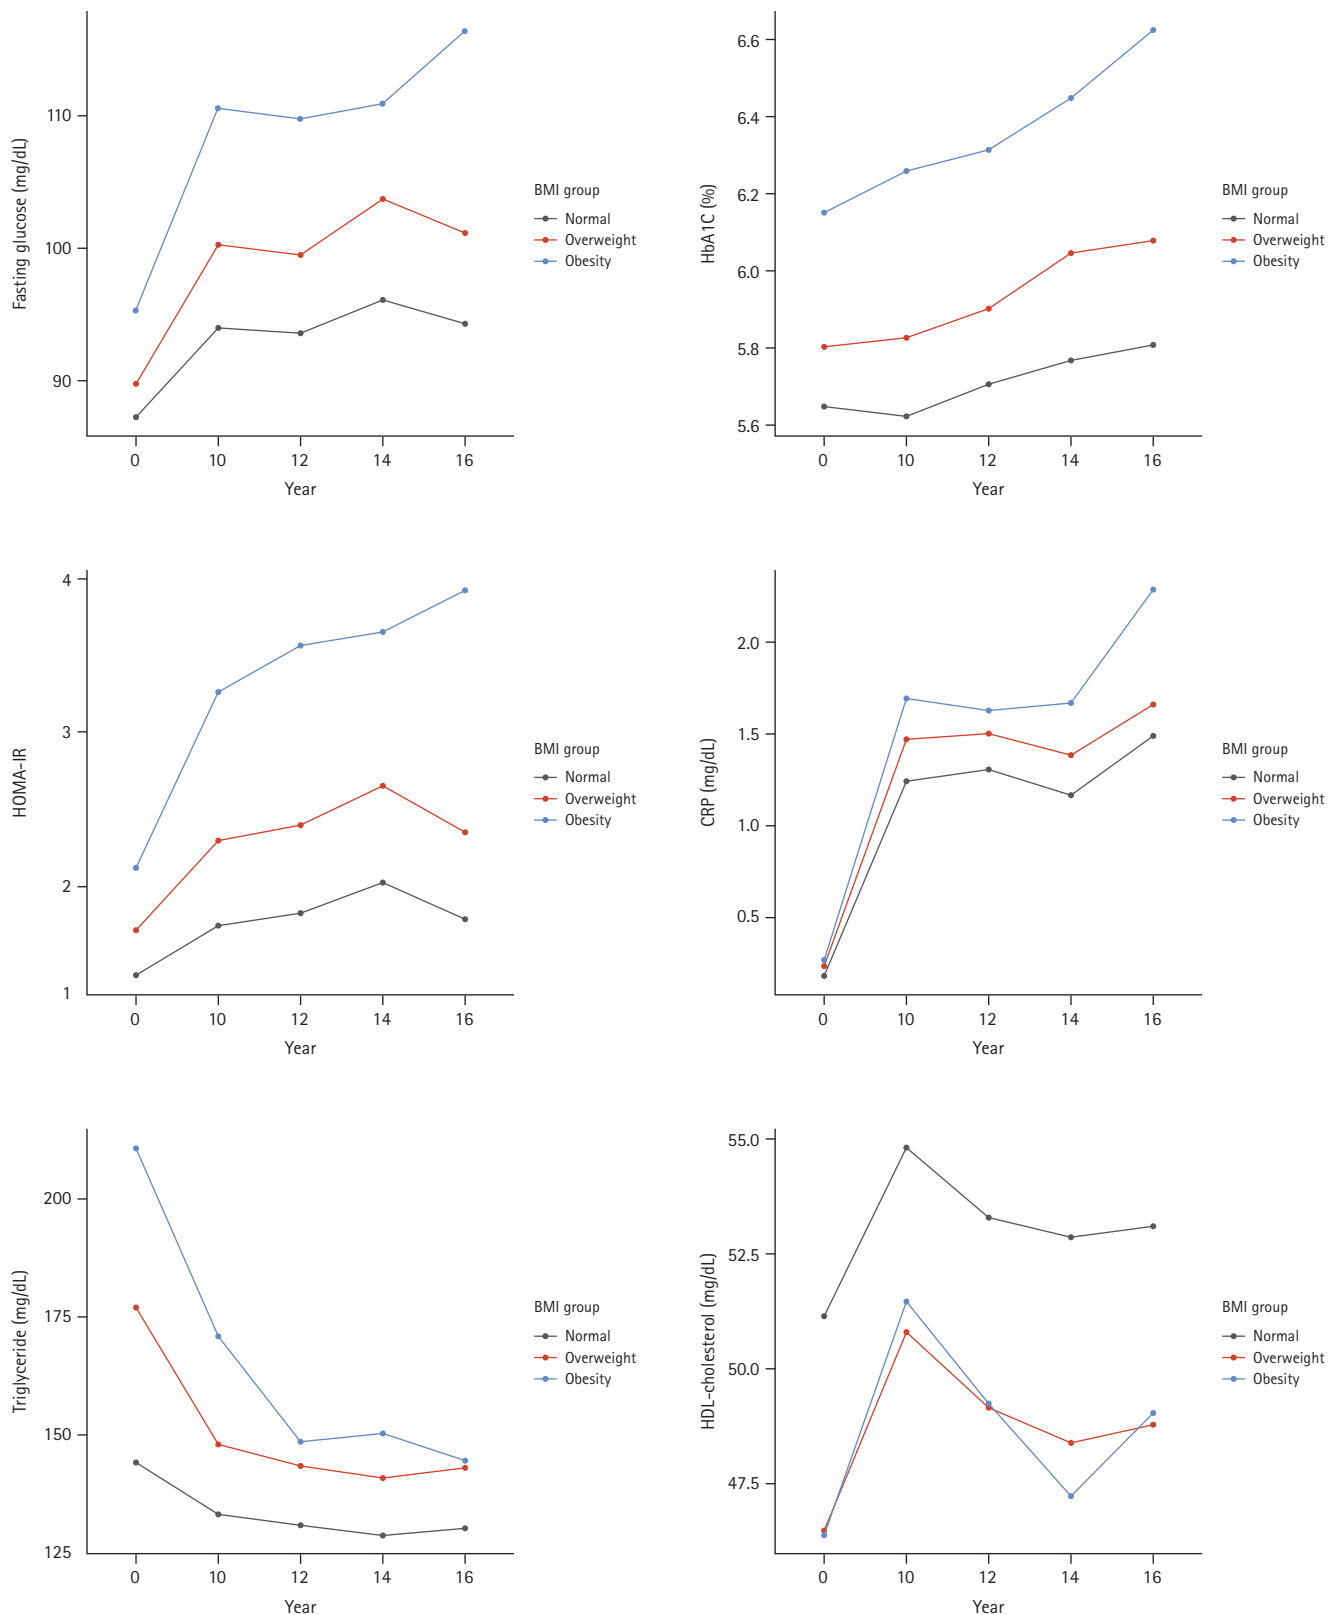 Fasting glucose (mg/dL)
110
100
90
0 10 12 14 16
Year
BMI group
Normal
Overweight
Obesity
HbA1C (%)
6.6
6.4
6.2
6.0
5.8
5.6
0 10 12 14 16
Year
BMI group
Normal
Overweight
Obesity
HOMA-IR
4
3
2
1
0 10 12 14 16
Year
BMI group
Normal
Overweight
Obesity
CRP (mg/dL)
2.0
1.5
1.0
0.5
0 10 12 14 16
Year
BMI group
Normal
Overweight
Obesity
Triglyceride (mg/dL)
200
175
150
125
0 10 12 14 16
Year
BMI group
Normal
Overweight
Obesity
HDL-cholesterol (mg/dL)
55.0
52.5
50.0
47.5
0 10 12 14 16
Year
BMI group
Normal
Overweight
Obesity